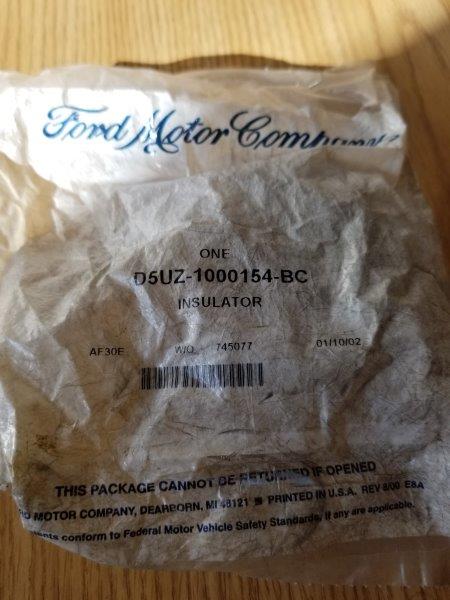 Ford Motor Company
ONE
D5UZ-1000154-BC
INSULATOR
AF30E W/O 745077 01/10/02
THIS PACKAGE CANNOT BE RETURNED IF OPENED
MOTOR COMPANY, DEARBORN, MI 48121 ■ PRINTED IN U.S.A. REV 8/00 E8A
conform to Federal Motor Vehicle Safety Standards, if any are applicable.